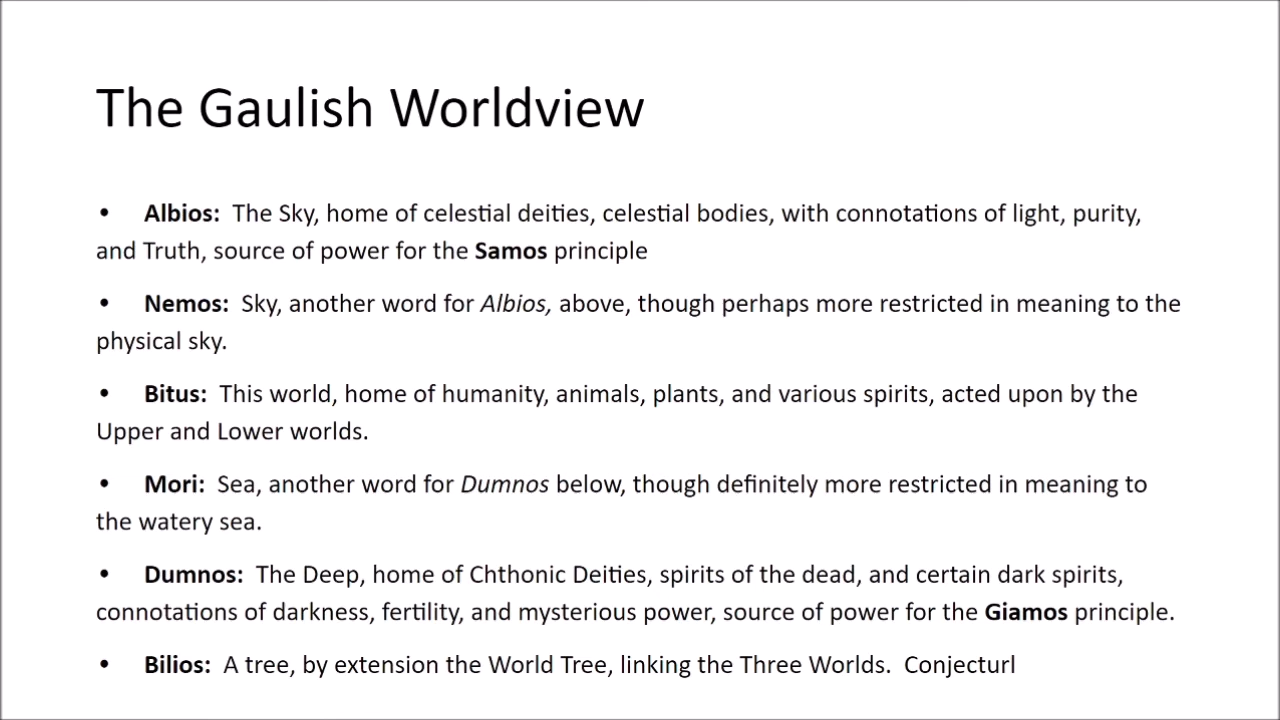 The Gaulish Worldview
• Albios: The Sky, home of celestial deities, celestial bodies, with connotations of light, purity,
and Truth, source of power for the Samos principle
• Nemos: Sky, another word for Albios, above, though perhaps more restricted in meaning to the
physical sky.
• Bitus: This world, home of humanity, animals, plants, and various spirits, acted upon by the
Upper and Lower worlds.
• Mori: Sea, another word for Dumnos below, though definitely more restricted in meaning to
the watery sea.
• Dumnos: The Deep, home of Chthonic Deities, spirits of the dead, and certain dark spirits,
connotations of darkness, fertility, and mysterious power, source of power for the Giamos principle.
• Bilios: A tree, by extension the World Tree, linking the Three Worlds. Conjecturl